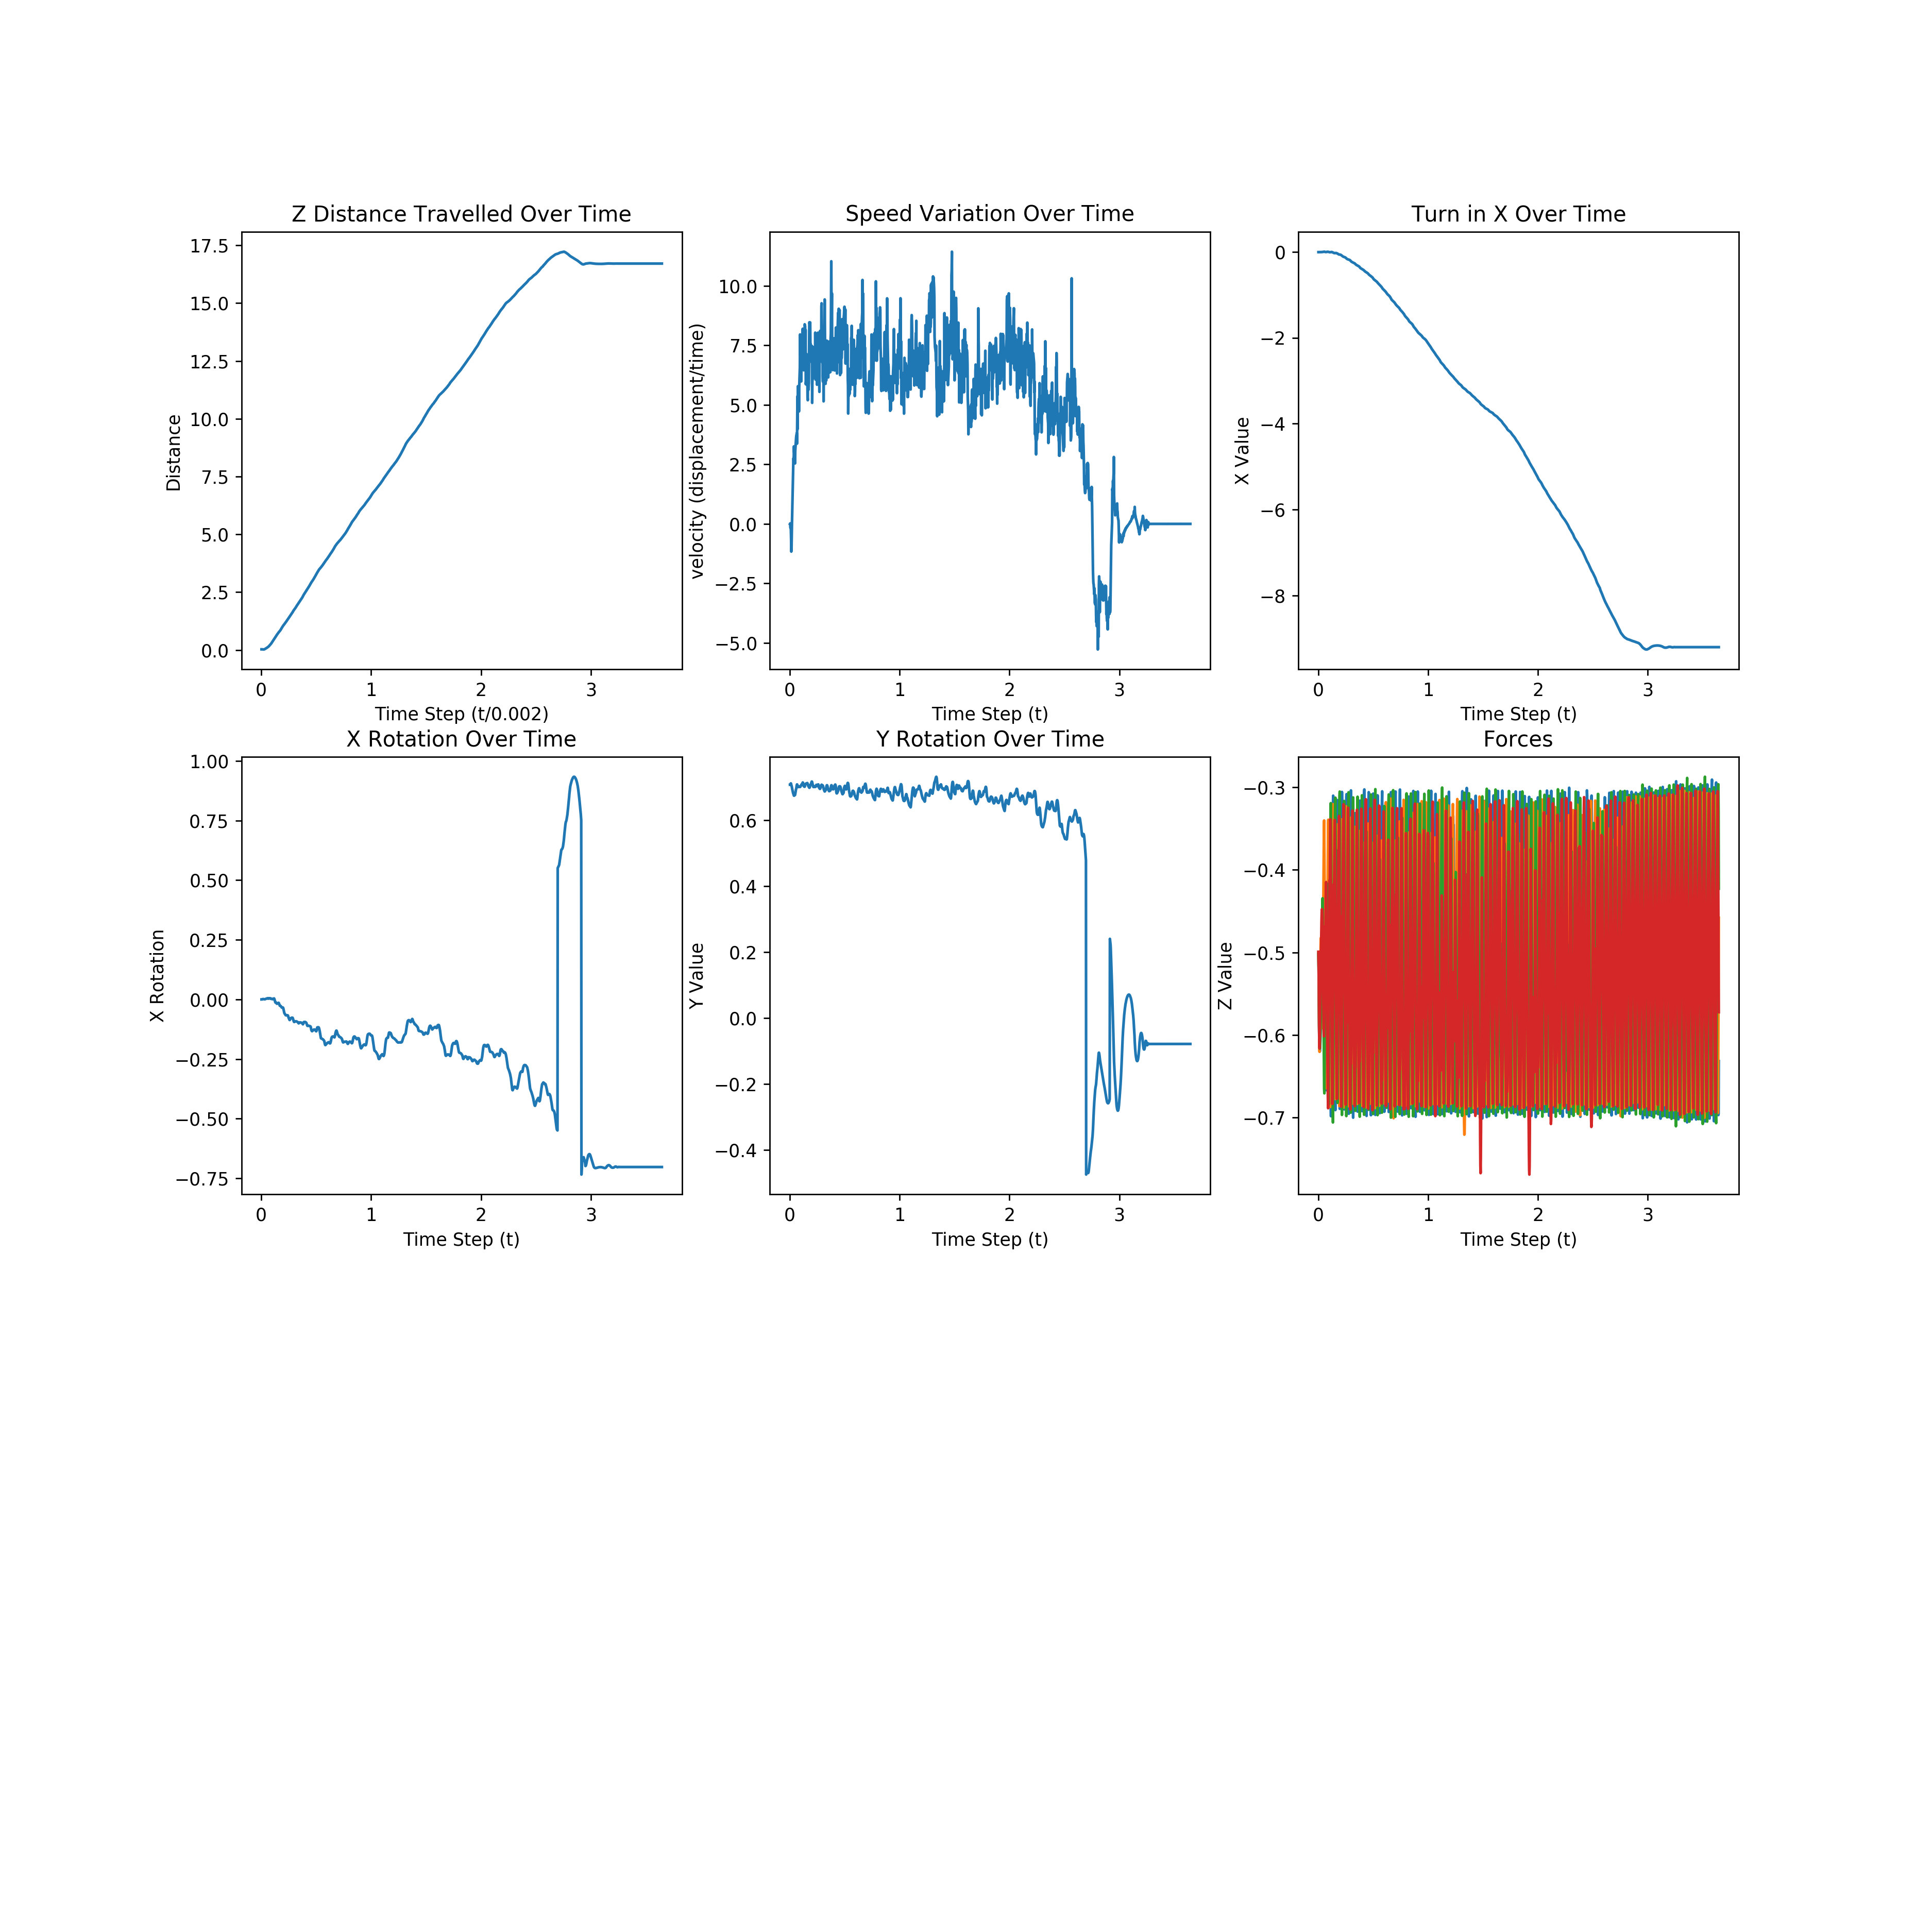 Z Distance Travelled Over Time
Speed Variation Over Time
Turn in X Over Time
17.5
15.0
12.5
10.0
7.5
5.0
2.5
0.0
Distance
0 1 2 3
Time Step (t/0.002)
10.0
7.5
5.0
2.5
0.0
−2.5
−5.0
velocity (displacement/time)
0 1 2 3
Time Step (t)
0
−2
−4
−6
−8
X Value
0 1 2 3
Time Step (t)
X Rotation Over Time
Y Rotation Over Time
Forces
1.00
0.75
0.50
0.25
0.00
−0.25
−0.50
−0.75
X Rotation
0 1 2 3
Time Step (t)
0.6
0.4
0.2
0.0
−0.2
−0.4
Y Value
0 1 2 3
Time Step (t)
−0.3
−0.4
−0.5
−0.6
−0.7
Z Value
0 1 2 3
Time Step (t)